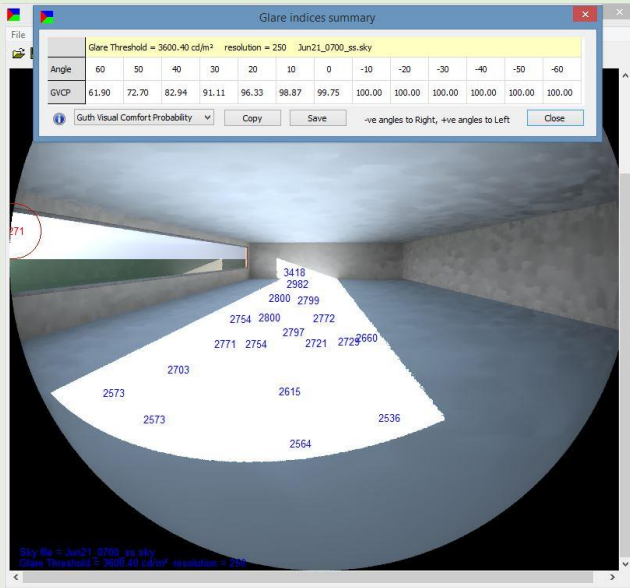 Glare indices summary
File
Glare Threshold = 3600.40 cd/m² resolution = 250 Jun21_0700_ss.sky
Angle 60 50 40 30 20 10 0 -10 -20 -30 -40 -50 -60
GVCP 61.90 72.70 82.94 91.11 96.33 98.87 99.75 100.00 100.00 100.00 100.00 100.00 100.00
Guth Visual Comfort Probability Copy Save -ve angles to Right, +ve angles to Left Close
271
3418
2982
2800 2799
2754 2800 2772
2797
2771 2754 2721 2729 2660
2703
2573 2615
2573 2536
2564
Sky file = Jun21_0700_ss.sky
Glare Threshold = 3600.40 cd/m² resolution = 250